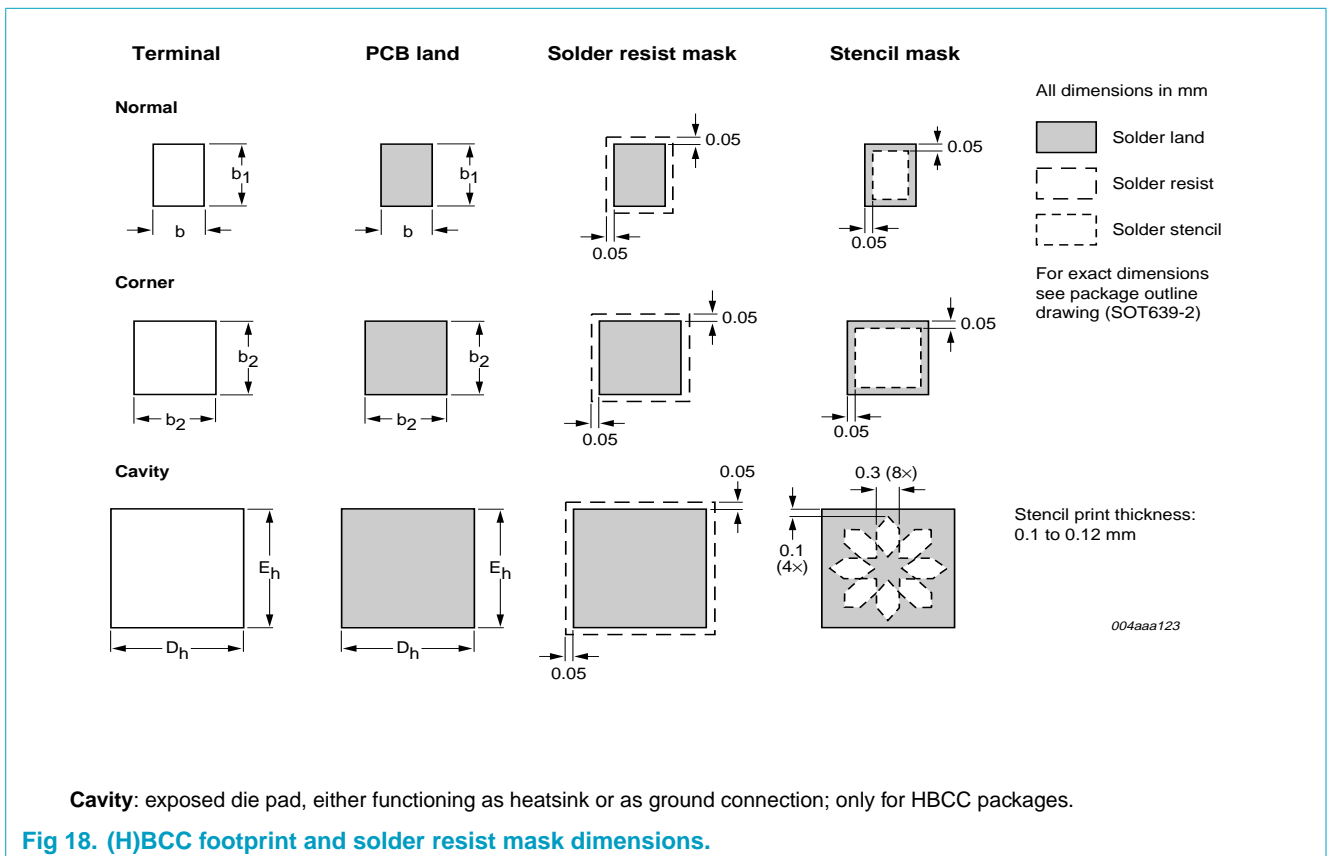 Terminal PCB land Solder resist mask Stencil mask
All dimensions in mm
Normal
b1
b
b1
b
0.05
0.05
0.05
0.05
Solder land
Solder resist
Solder stencil
For exact dimensions
see package outline
drawing (SOT639-2)
Corner
b2
b2
b2
b2
0.05
0.05
0.05
0.05
Cavity
Eh
Dh
Eh
Dh
0.05
0.05
0.3 (8×)
0.1
(4×)
Stencil print thickness:
0.1 to 0.12 mm
004aaa123
Cavity: exposed die pad, either functioning as heatsink or as ground connection; only for HBCC packages.
Fig 18. (H)BCC footprint and solder resist mask dimensions.